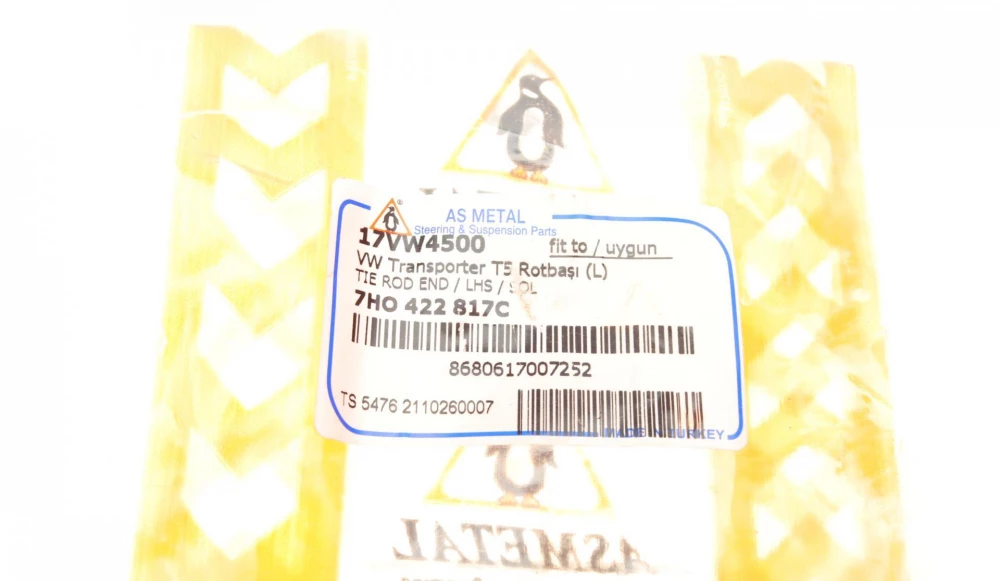 AS METAL
Steering & Suspension Parts
17VW4500 fit to / uygun
VW Transporter T5 Rotbaşı (L)
TIE ROD END / LHS / SOL
7HO 422 817C
8680617007252
TS 5476 2110260007
MADE IN TURKEY
ASMETAL